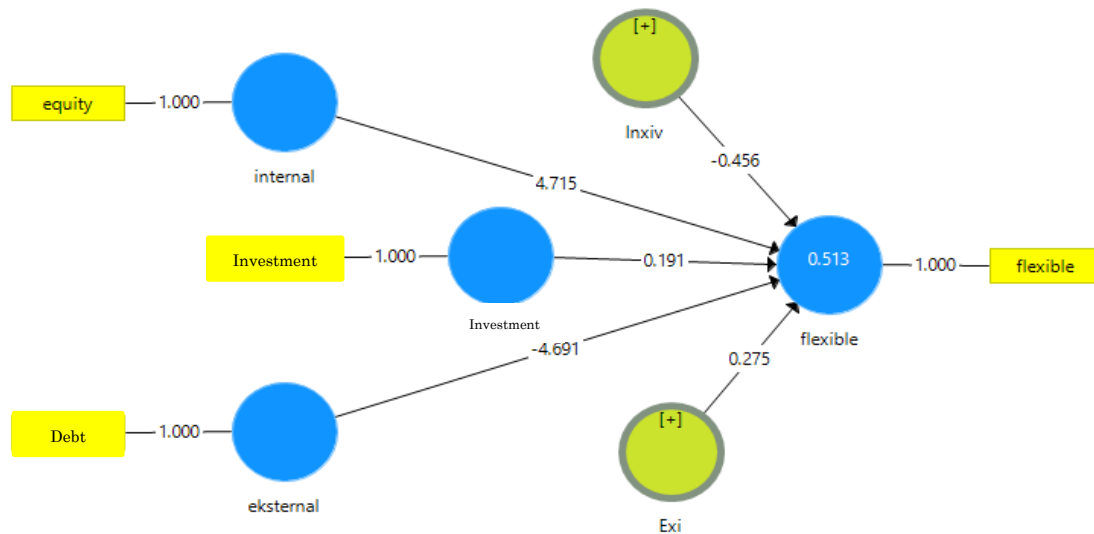 [+]
equity
1.000
internal
lnxiv
-0.456
4.715
Investment
1.000
Investment
0.191
0.513
flexible
1.000
flexible
-4.691
0.275
Debt
1.000
eksternal
[+]
Exi